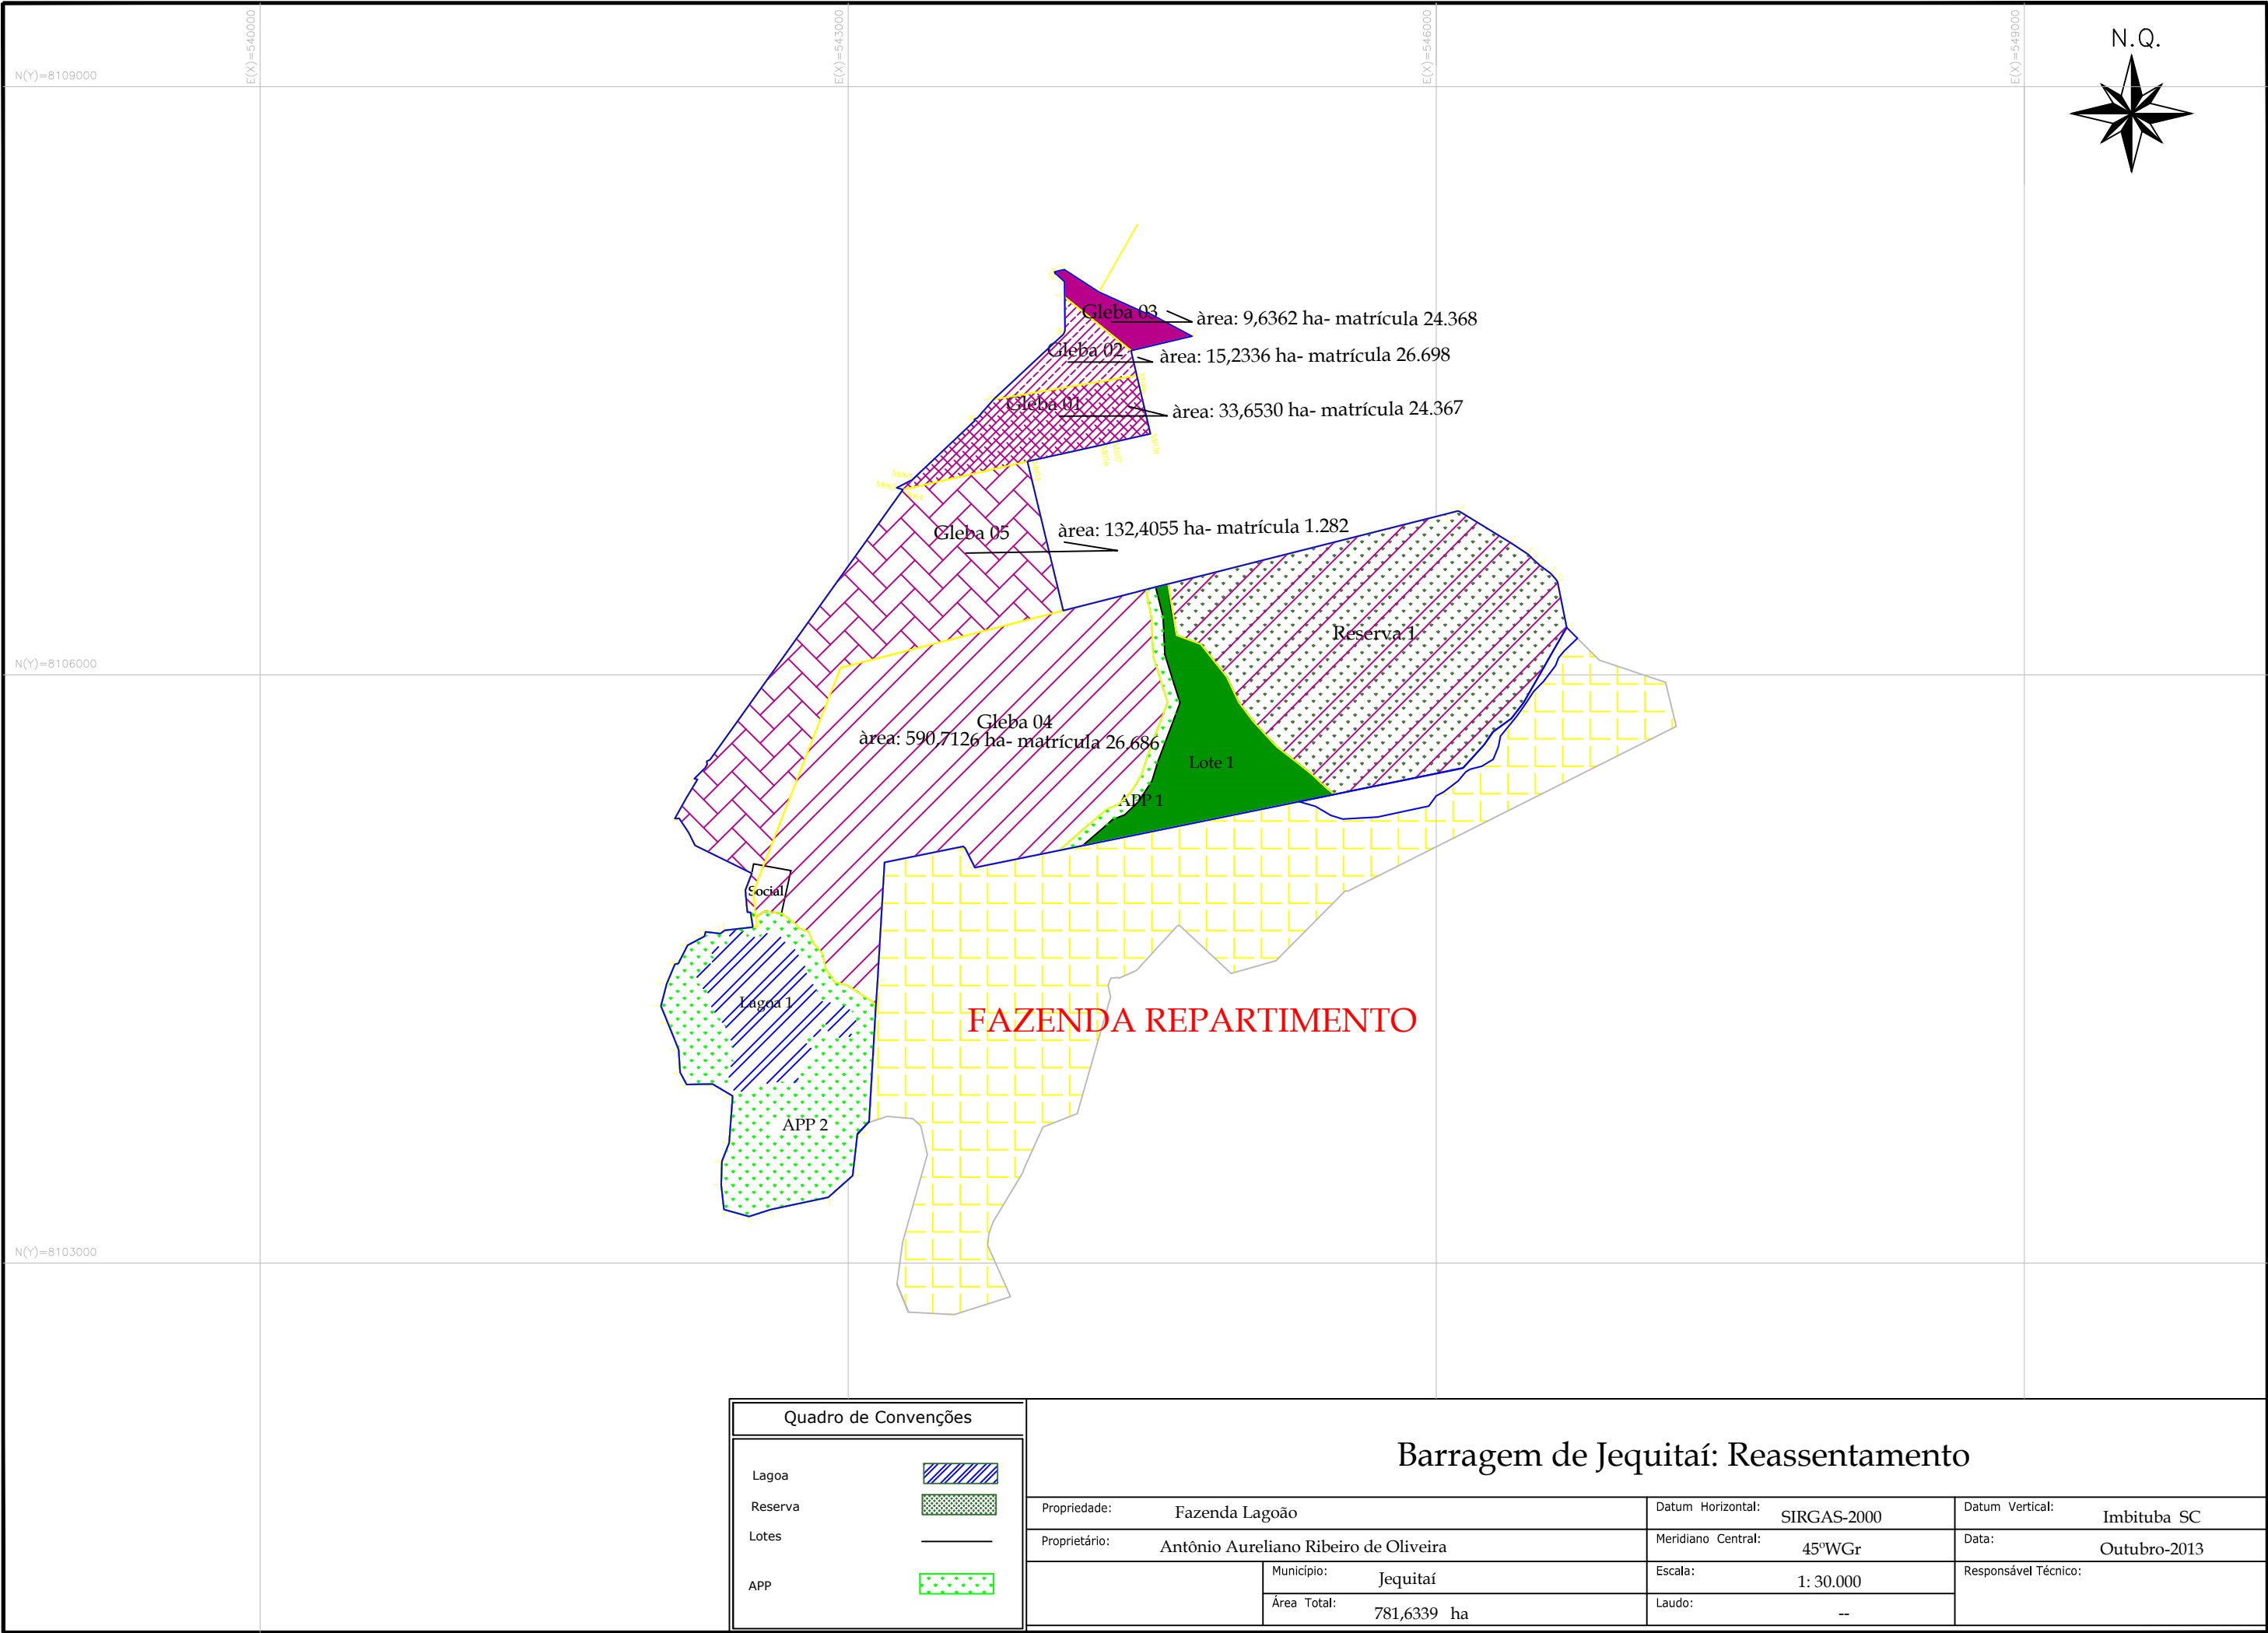 E(X)=540000
E(X)=543000
E(X)=546000
E(X)=549000
N.Q.
N(Y)=8109000
Gleba 03
àrea: 9,6362 ha- matrícula 24.368
Gleba 02
àrea: 15,2336 ha- matrícula 26.698
Gleba 01
àrea: 33,6530 ha- matrícula 24.367
Gleba 05
àrea: 132,4055 ha- matrícula 1.282
Reserva 1
N(Y)=8106000
Gleba 04
àrea: 590,7126 ha- matrícula 26.686
Lote 1
APP 1
Social
Lagoa 1
FAZENDA REPARTIMENTO
APP 2
N(Y)=8103000
Quadro de Convenções
Lagoa
Reserva
Lotes
APP
Barragem de Jequitaí: Reassentamento
Propriedade: Fazenda Lagoão
Datum Horizontal: SIRGAS-2000
Datum Vertical: Imbituba SC
Proprietário: Antônio Aureliano Ribeiro de Oliveira
Meridiano Central: 45ºWGr
Data: Outubro-2013
Município: Jequitaí
Escala: 1: 30.000
Responsável Técnico:
Área Total: 781,6339 ha
Laudo: --